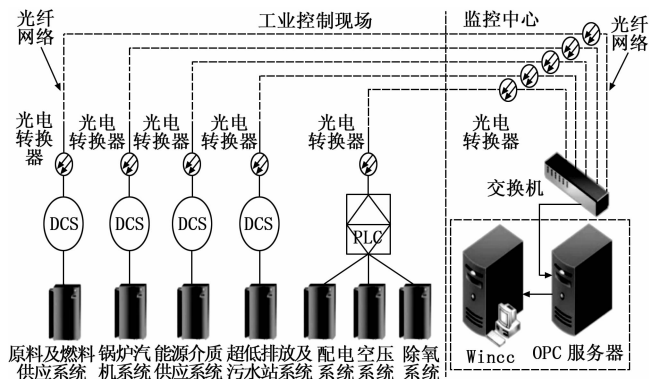 光纤
网络
工业控制现场
监控中心
光纤
网络
光电
转换
器
光电
转换器
光电
转换器
光电
转换器
光电
转换器
光电
转换器
交换机
DCS
DCS
DCS
DCS
PLC
原料及燃料
供应系统
锅炉汽
机系统
能源介质
供应系统
超低排放及
污水站系统
配电
系统
空压
系统
除氧
系统
Wincc
OPC 服务器